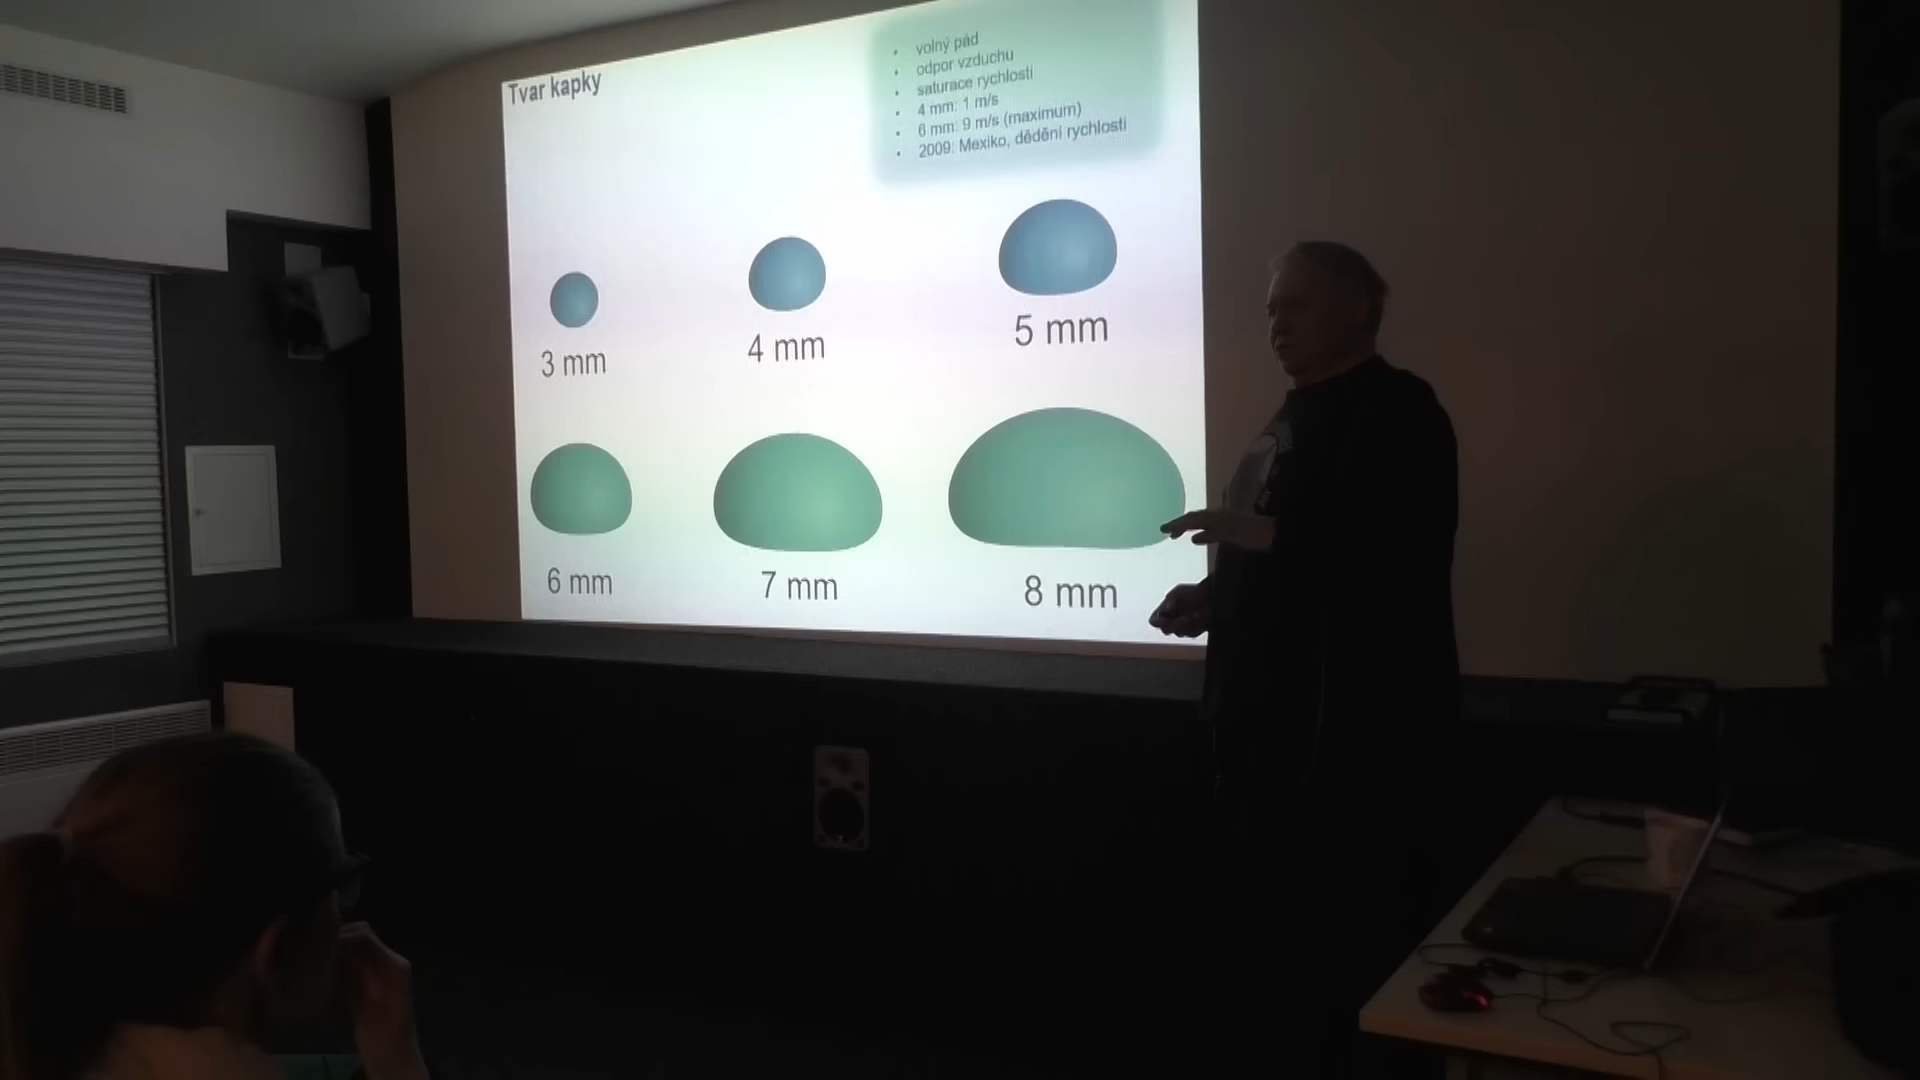 Tvar kapky
• volný pád
• odpor vzduchu
• saturace rychlosti
• 4 mm: 1 m/s
• 6 mm: 9 m/s (maximum)
• 2009: Mexiko, dědění rychlosti
3 mm
4 mm
5 mm
6 mm
7 mm
8 mm